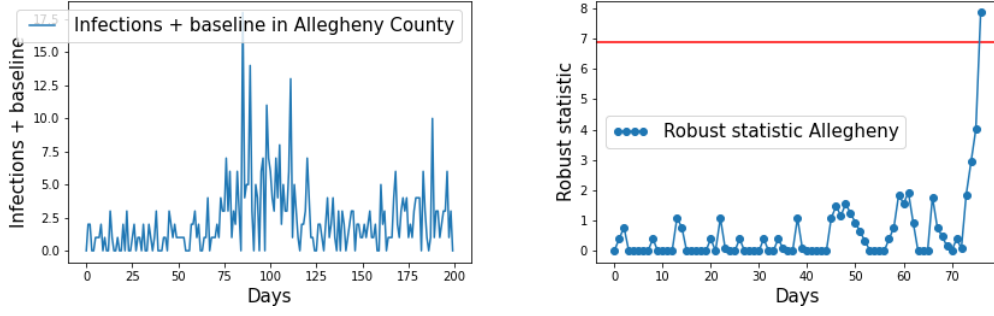 Infections + baseline in Allegheny County
Infections + baseline
17.5
15.0
12.5
10.0
7.5
5.0
2.5
0.0
0 25 50 75 100 125 150 175 200
Days
Robust statistic Allegheny
Robust statistic
8
7
6
5
4
3
2
1
0
0 10 20 30 40 50 60 70
Days